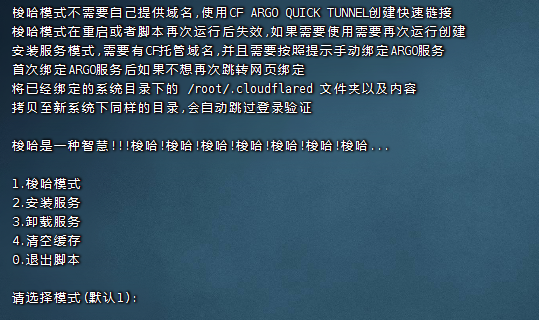 梭哈模式不需要自己提供域名,使用CF ARGO QUICK TUNNEL创建快速链接
梭哈模式在重启或者脚本再次运行后失效,如果需要使用需要再次运行创建
安装服务模式,需要有CF托管域名,并且需要按照提示手动绑定ARGO服务
首次绑定ARGO服务后如果不想再次跳转网页绑定
将已经绑定的系统目录下的 /root/.cloudflared 文件夹以及内容
拷贝至新系统下同样的目录,会自动跳过登录验证
梭哈是一种智慧!!!梭哈!梭哈!梭哈!梭哈!梭哈!梭哈!梭哈...
1.梭哈模式
2.安装服务
3.卸载服务
4.清空缓存
0.退出脚本
请选择模式(默认1):